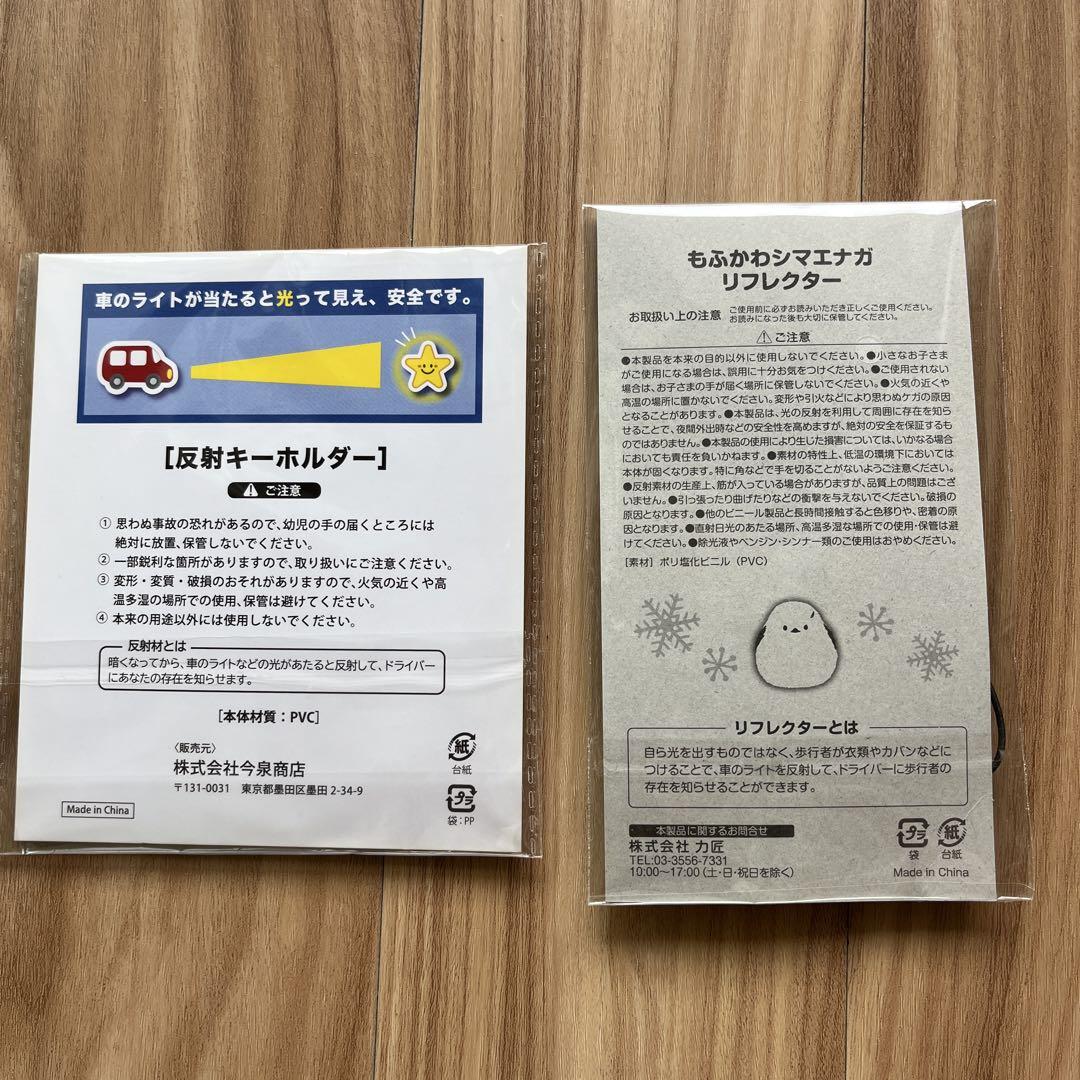 車のライトが当たると光って見え、安全です。
[反射キーホルダー]
ご注意
① 思わぬ事故の恐れがあるので、幼児の手の届くところには
絶対に放置、保管しないでください。
② 一部鋭利な箇所がありますので、取り扱いにご注意ください。
③ 変形・変質・破損のおそれがありますので、火気の近くや高
温多湿の場所での使用、保管は避けてください。
④ 本来の用途以外には使用しないでください。
反射材とは
暗くなってから、車のライトなどの光があたると反射して、ドライバー
にあなたの存在を知らせます。
[本体材質：PVC]
〈販売元〉
株式会社今泉商店
〒131-0031 東京都墨田区墨田 2-34-9
Made in China
紙
台紙
プラ
袋：PP
もふかわシマエナガ
リフレクター
お取扱い上の注意
ご使用前に必ずお読みいただき正しくご使用ください。
お読みになった後も大切に保管してください。
ご注意
●本製品を本来の目的以外に使用しないでください。●小さなお子さま
がご使用になる場合は、誤用に十分お気をつけください。●ご使用されない
場合は、お子さまの手が届く場所に保管しないでください。●火気の近くや
高温の場所に置かないでください。変形や引火などにより思わぬケガの原因
となることがあります。●本製品は、光の反射を利用して周囲に存在を知ら
せることで、夜間外出時などの安全性を高めますが、絶対の安全を保証するも
のではありません。●本製品の使用により生じた損害については、いかなる場合
においても責任を負いかねます。●素材の特性上、低温の環境下においては
本体が固くなります。特に角などで手を切ることがないようご注意ください。
●反射素材の生産上、筋が入っている場合がありますが、品質上の問題はござ
いません。●引っ張ったり曲げたりなどの衝撃を与えないでください。破損の
原因となります。●他のビニール製品と長時間接触すると色移りや、密着の原
因となります。●直射日光のあたる場所、高温多湿な場所での使用・保管は避
けてください。●除光液やベンジン・シンナー類のご使用はおやめください。
[素材] ポリ塩化ビニル（PVC）
リフレクターとは
自ら光を出すものではなく、歩行者が衣類やカバンなどに
つけることで、車のライトを反射して、ドライバーに歩行者の
存在を知らせることができます。
本製品に関するお問合せ
株式会社 力匠
TEL:03-3556-7331
10:00〜17:00（土・日・祝日を除く）
プラ
袋
紙
台紙
Made in China